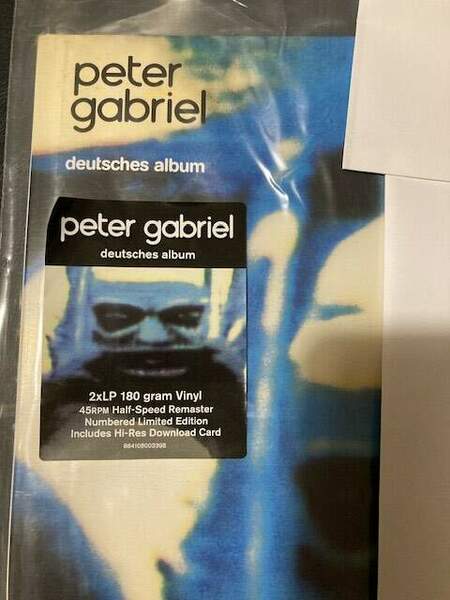 peter
gabriel
deutsches album
peter gabriel
deutsches album
2xLP 180 gram Vinyl
45RPM Half-Speed Remaster
Numbered Limited Edition
Includes Hi-Res Download Card
884108003398